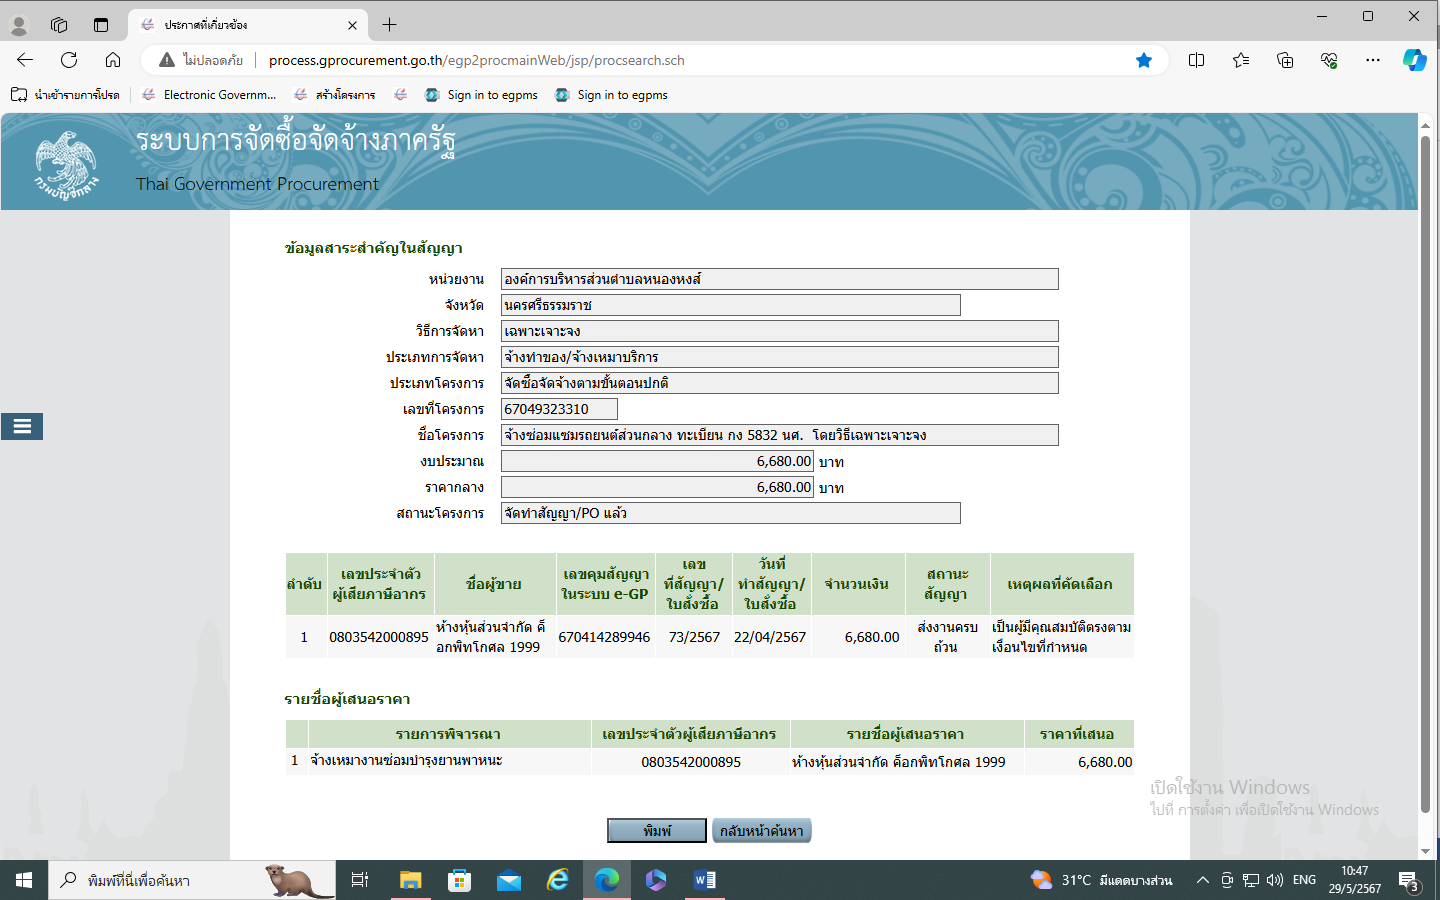 ประกาศที่เกี่ยวข้อง
ไม่ปลอดภัย process.gprocurement.go.th/egp2procmainWeb/jsp/procsearch.sch
นำเข้ารายการโปรด Electronic Governm... สร้างโครงการ Sign in to egpms Sign in to egpms
ระบบการจัดซื้อจัดจ้างภาครัฐ
Thai Government Procurement
กรมบัญชีกลาง
ข้อมูลสาระสำคัญในสัญญา
หน่วยงาน องค์การบริหารส่วนตำบลหนองหงส์
จังหวัด นครศรีธรรมราช
วิธีการจัดหา เฉพาะเจาะจง
ประเภทการจัดหา จ้างทำของ/จ้างเหมาบริการ
ประเภทโครงการ จัดซื้อจัดจ้างตามขั้นตอนปกติ
เลขที่โครงการ 67049323310
ชื่อโครงการ จ้างซ่อมแซมรถยนต์ส่วนกลาง ทะเบียน กง 5832 นศ. โดยวิธีเฉพาะเจาะจง
งบประมาณ 6,680.00 บาท
ราคากลาง 6,680.00 บาท
สถานะโครงการ จัดทำสัญญา/PO แล้ว
ลำดับ เลขประจำตัวผู้เสียภาษีอากร ชื่อผู้ขาย เลขคุมสัญญาในระบบ e-GP เลขที่สัญญา/ใบสั่งซื้อ วันที่ทำสัญญา/ใบสั่งซื้อ จำนวนเงิน สถานะสัญญา เหตุผลที่คัดเลือก
1 0803542000895 ห้างหุ้นส่วนจำกัด ค็อกพิทโกศล 1999 670414289946 73/2567 22/04/2567 6,680.00 ส่งงานครบถ้วน เป็นผู้มีคุณสมบัติตรงตามเงื่อนไขที่กำหนด
รายชื่อผู้เสนอราคา
รายการพิจารณา เลขประจำตัวผู้เสียภาษีอากร รายชื่อผู้เสนอราคา ราคาที่เสนอ
1 จ้างเหมางานซ่อมบำรุงยานพาหนะ 0803542000895 ห้างหุ้นส่วนจำกัด ค็อกพิทโกศล 1999 6,680.00
เปิดใช้งาน Windows
ไปที่ การตั้งค่า เพื่อเปิดใช้งาน Windows
พิมพ์ กลับหน้าค้นหา
พิมพ์ที่นี่เพื่อค้นหา 31°C มีแดดบางส่วน ENG 10:47
29/5/2567 3